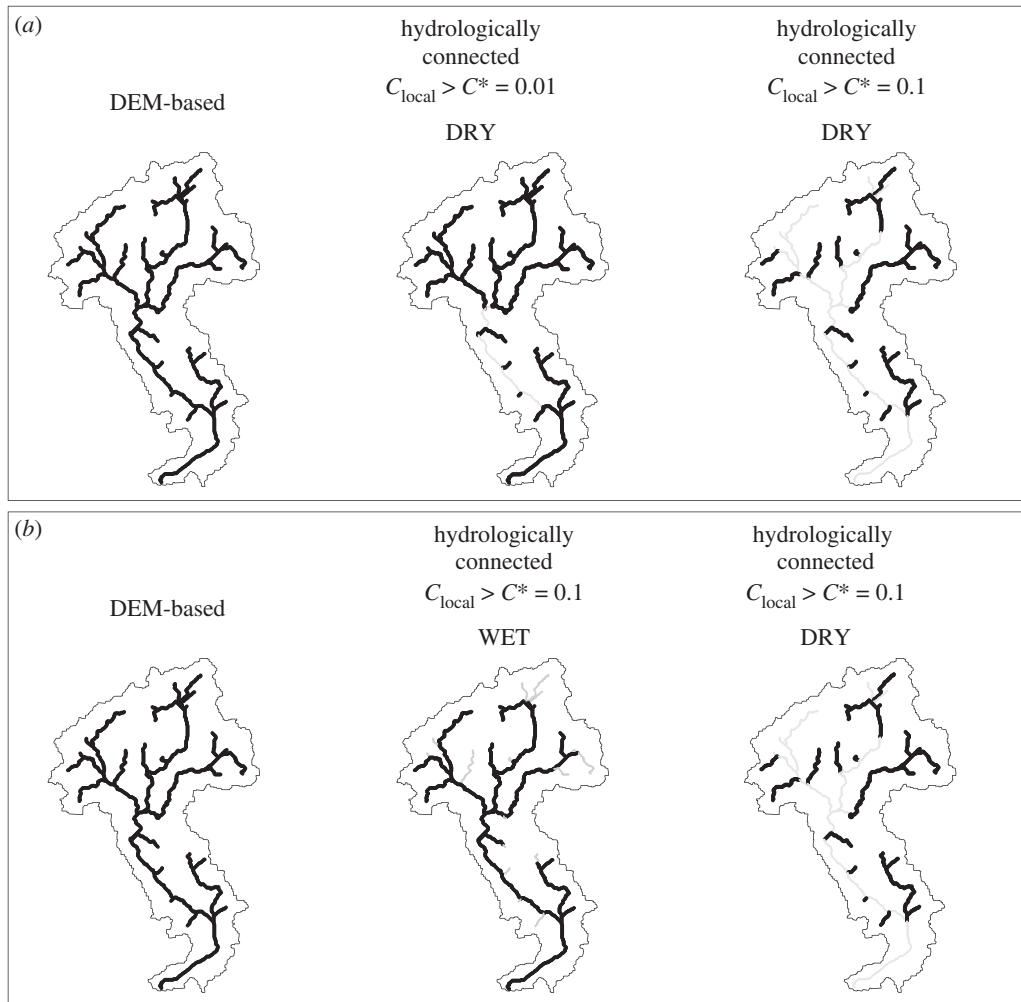 (a)
DEM-based
hydrologically
connected
C_local > C* = 0.01
DRY
hydrologically
connected
C_local > C* = 0.1
DRY
(b)
DEM-based
hydrologically
connected
C_local > C* = 0.1
WET
hydrologically
connected
C_local > C* = 0.1
DRY